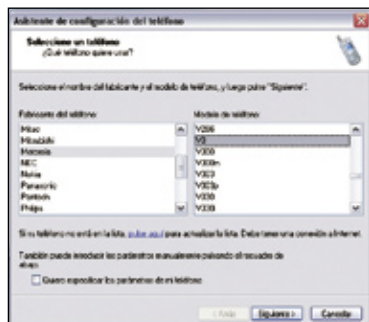 Asistente de configuración del teléfono
Seleccione un teléfono
¿Qué teléfono quiere usar?
Seleccione el nombre del fabricante y el modelo de teléfono, y luego pulse "Siguiente".
Fabricante del teléfono:
Modelo de teléfono:
Mitac
Mitsubishi
Motorola
NEC
Nokia
Panasonic
Pantech
Philips
V288
V3
V300
V300m
V303
V303p
V330
Si su teléfono no está en la lista, pulse aquí para actualizar la lista. Debe tener una conexión a Internet.
También puede introducir los parámetros manualmente pulsando el recuadro de
abajo.
Quiero especificar los parámetros de mi teléfono
< Atrás
Siguiente >
Cancelar